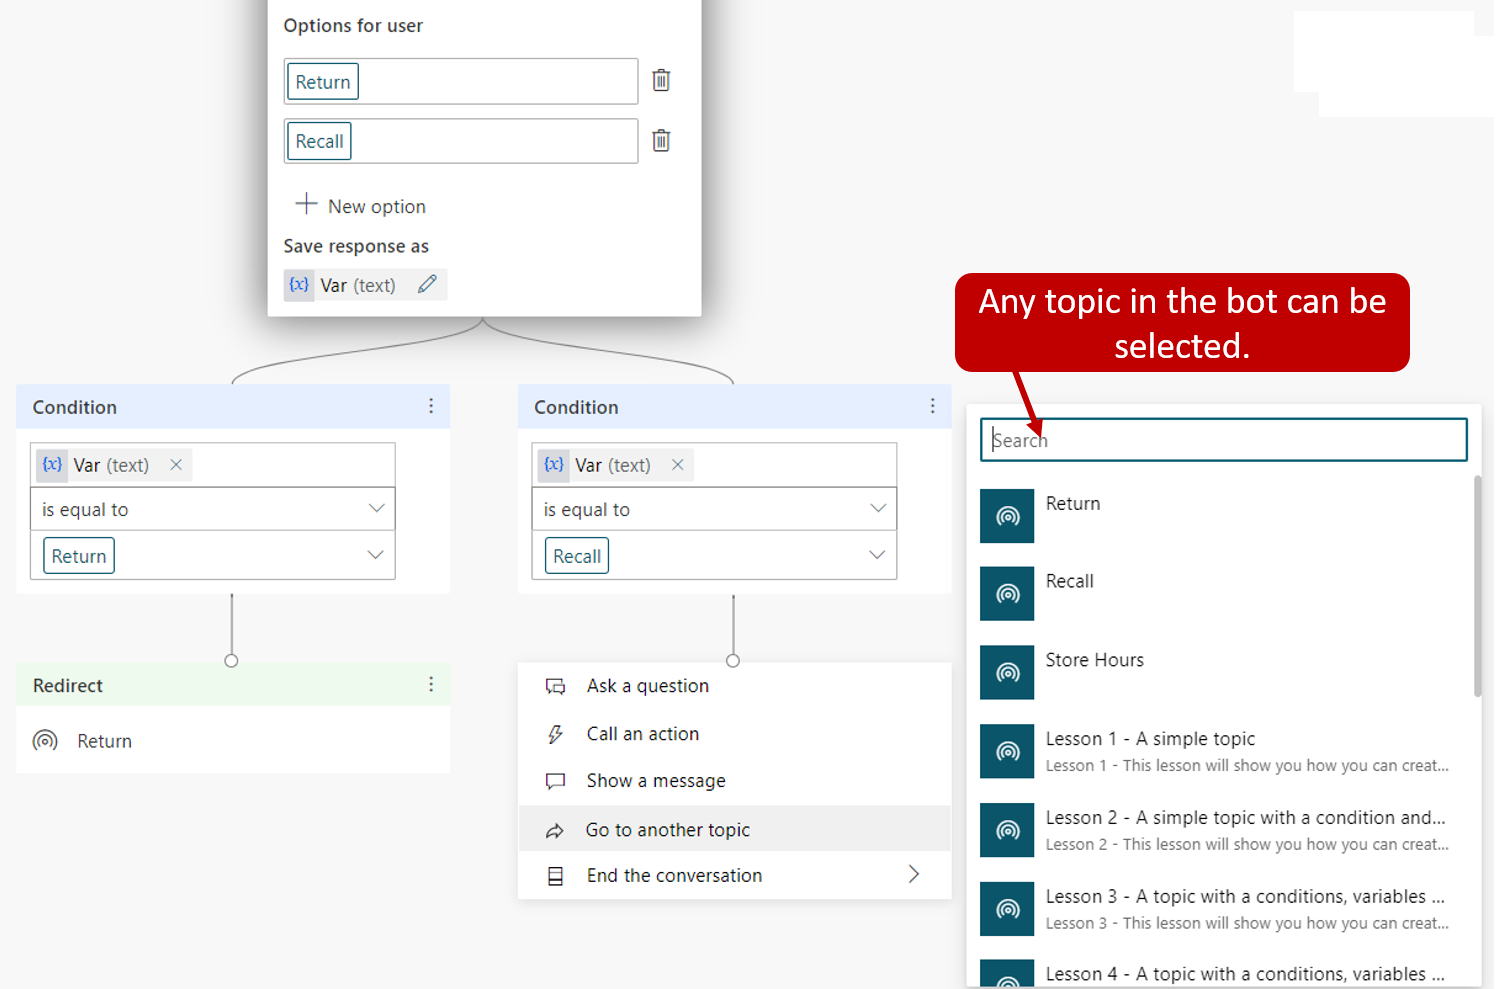 Options for user
Return
Recall
New option
Save response as
{x} Var (text)
Any topic in the bot can be
selected.
Condition
{x} Var (text)
is equal to
Return
Condition
{x} Var (text)
is equal to
Recall
Redirect
Return
Ask a question
Call an action
Show a message
Go to another topic
End the conversation
Search
Return
Recall
Store Hours
Lesson 1 - A simple topic
Lesson 1 - This lesson will show you how you can creat...
Lesson 2 - A simple topic with a condition and...
Lesson 2 - This lesson will show you how you can creat...
Lesson 3 - A topic with a conditions, variables ...
Lesson 3 - This lesson will show you how you can creat...
Lesson 4 - A topic with a conditions, variables ...